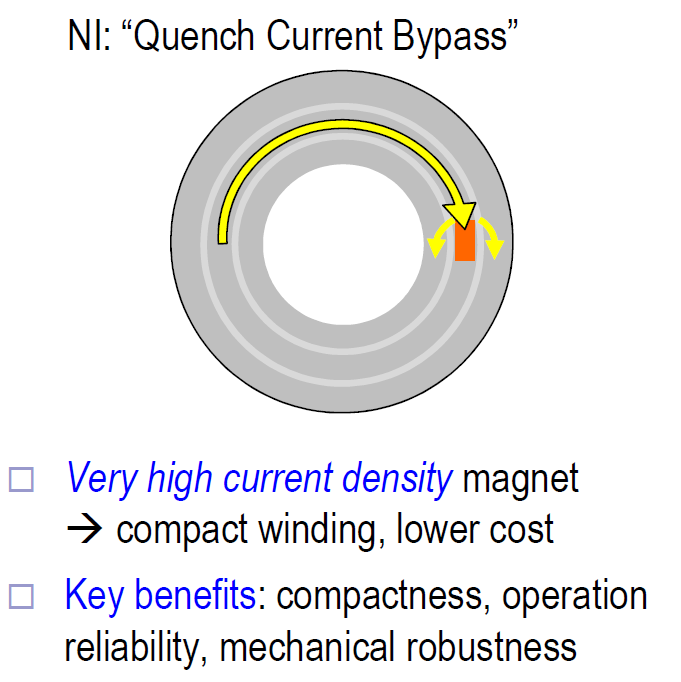 NI: “Quench Current Bypass”
□ Very high current density magnet
→ compact winding, lower cost
□ Key benefits: compactness, operation
reliability, mechanical robustness